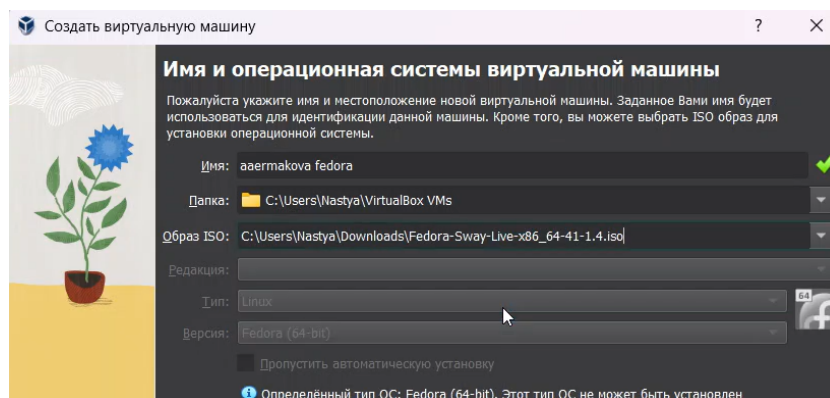 Создать виртуальную машину ?
Имя и операционная системы виртуальной машины
Пожалуйста укажите имя и местоположение новой виртуальной машины. Заданное Вами имя будет
использоваться для идентификации данной машины. Кроме того, вы можете выбрать ISO образ для
установки операционной системы.
Имя: aaermakova fedora
Папка: C:\Users\Nastya\VirtualBox VMs
Образ ISO: C:\Users\Nastya\Downloads\Fedora-Sway-Live-x86_64-41-1.4.iso
Редакция:
Тип: Linux
64
Версия: Fedora (64-bit)
Пропустить автоматическую установку
Определённый тип ОС: Fedora (64-bit). Этот тип ОС не может быть установлен